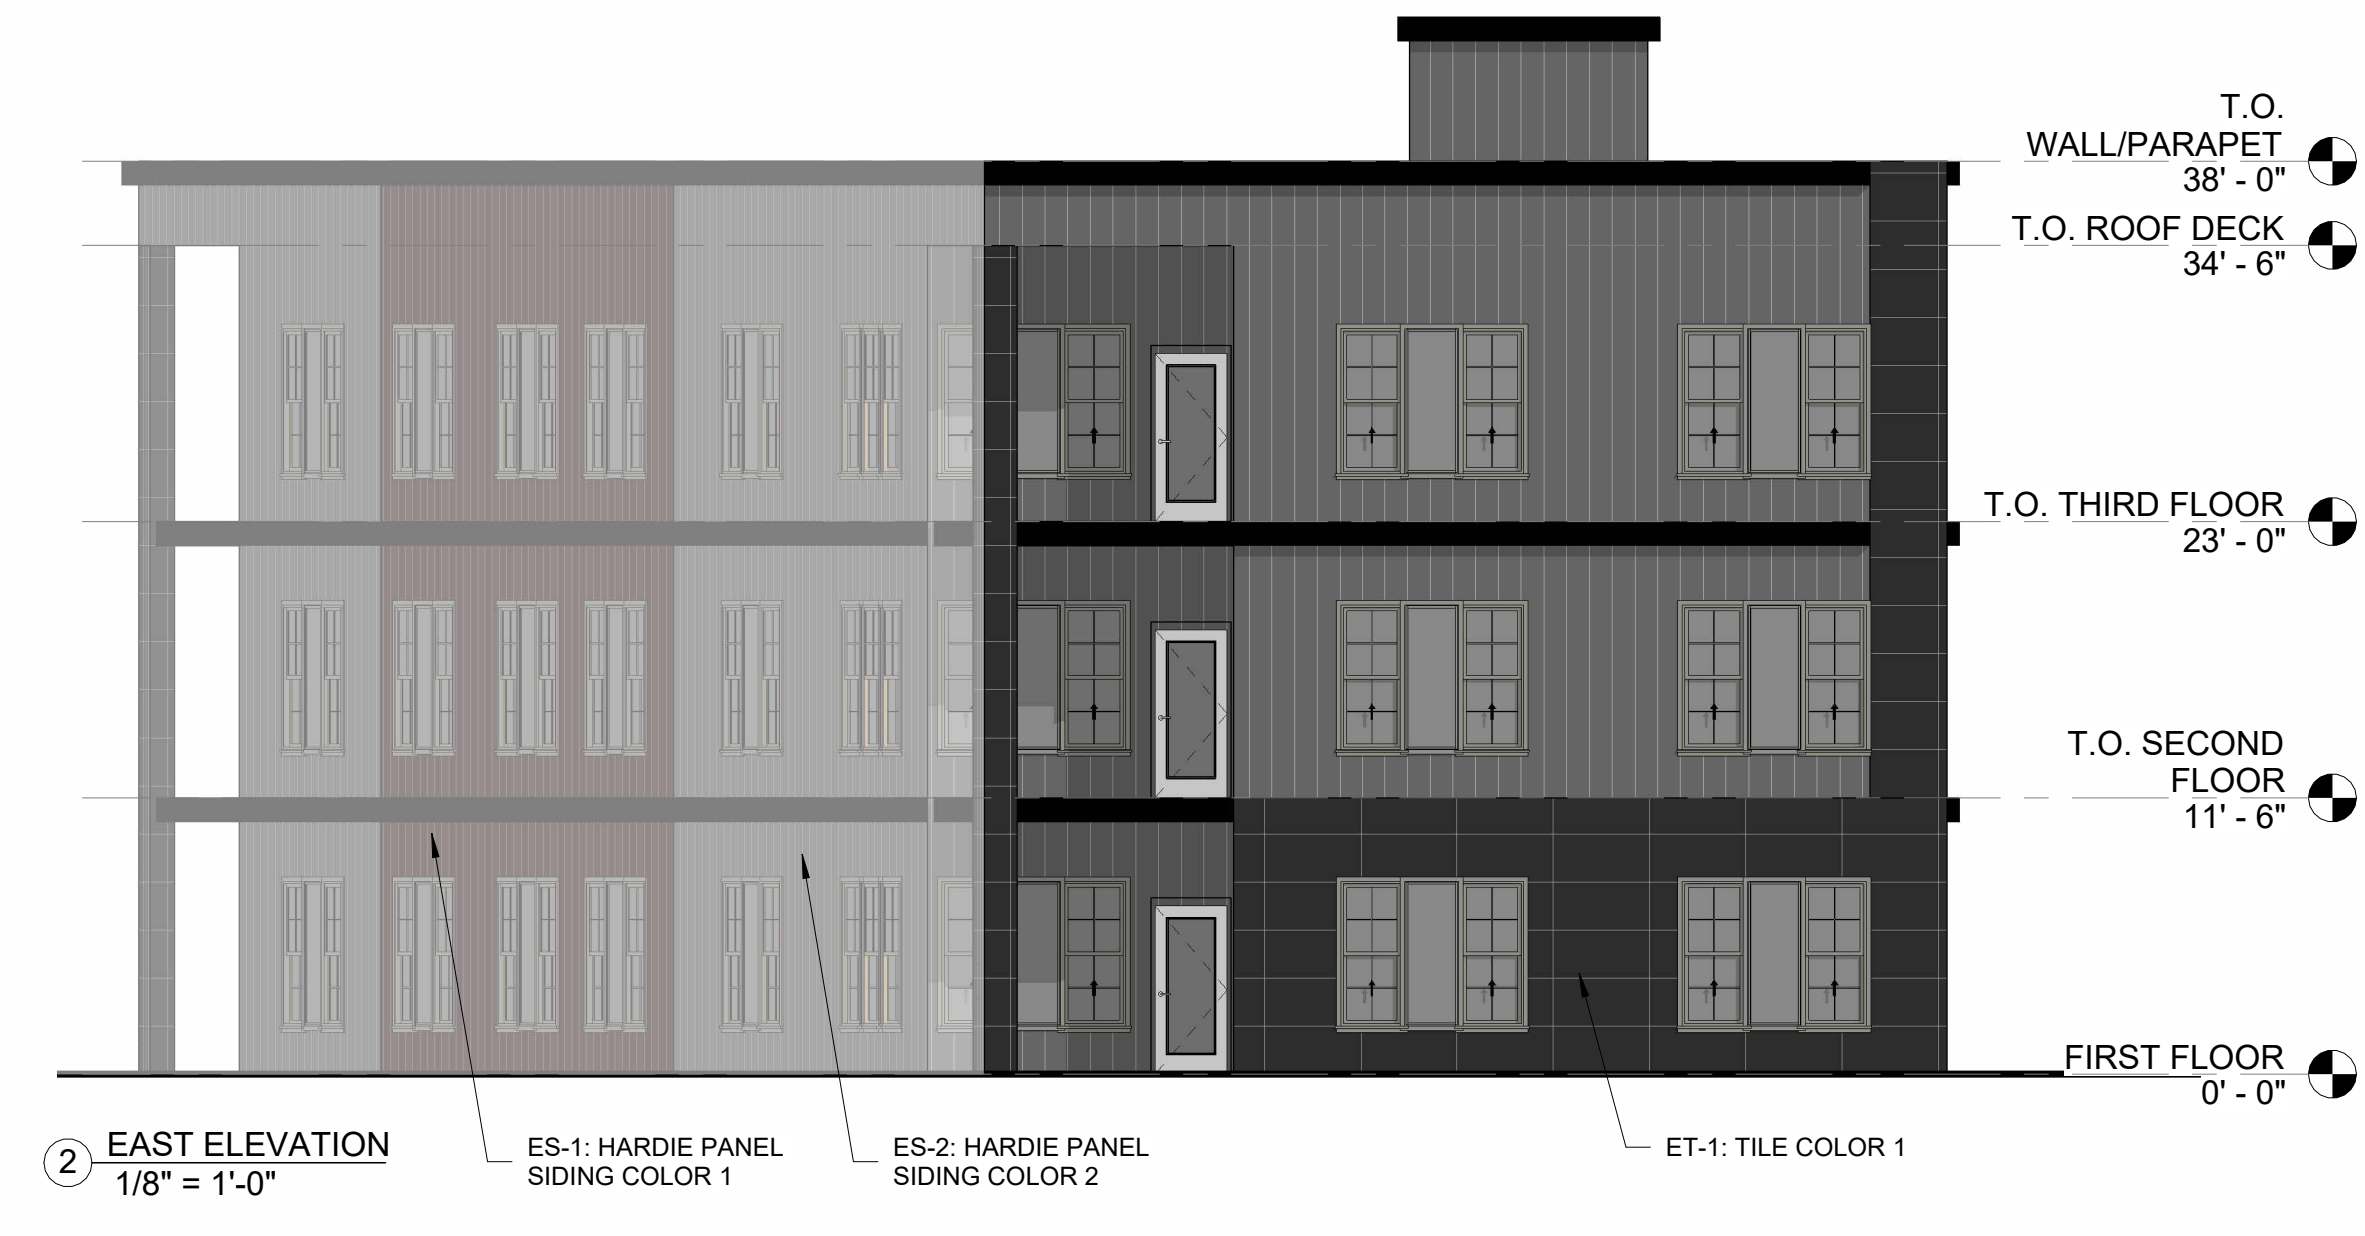 T.O.
WALL/PARAPET
38' - 0"
T.O. ROOF DECK
34' - 6"
T.O. THIRD FLOOR
23' - 0"
T.O. SECOND
FLOOR
11' - 6"
FIRST FLOOR
0' - 0"
2
EAST ELEVATION
1/8" = 1'-0"
ES-1: HARDIE PANEL
SIDING COLOR 1
ES-2: HARDIE PANEL
SIDING COLOR 2
ET-1: TILE COLOR 1